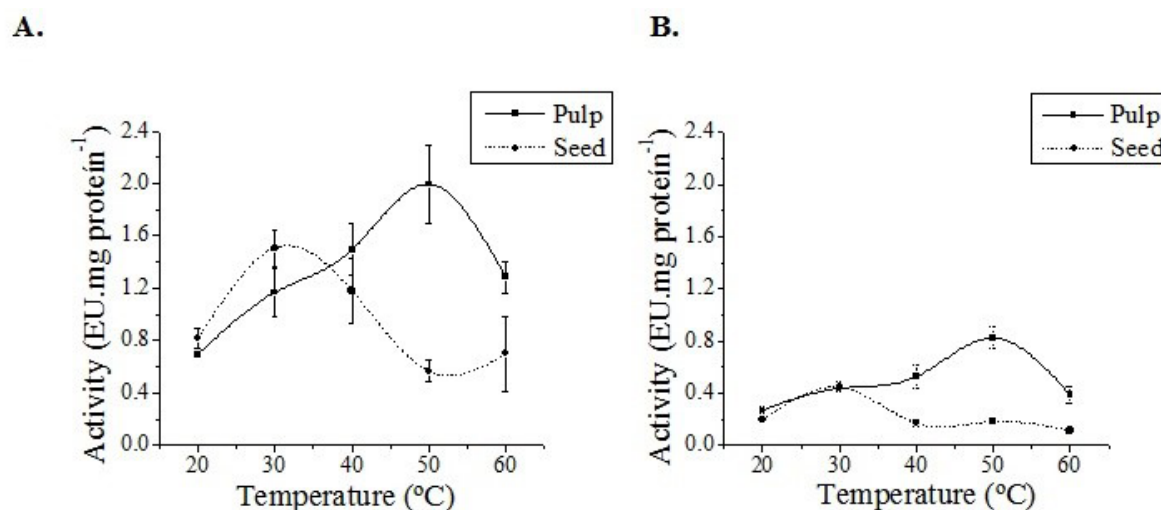 A.
Pulp
Seed
Activity (EU.mg proteín⁻¹)
2.4
2.0
1.6
1.2
0.8
0.4
0.0
20 30 40 50 60
Temperature (ºC)
B.
Pulp
Seed
Activity (EU.mg proteín⁻¹)
2.4
2.0
1.6
1.2
0.8
0.4
0.0
20 30 40 50 60
Temperature (ºC)